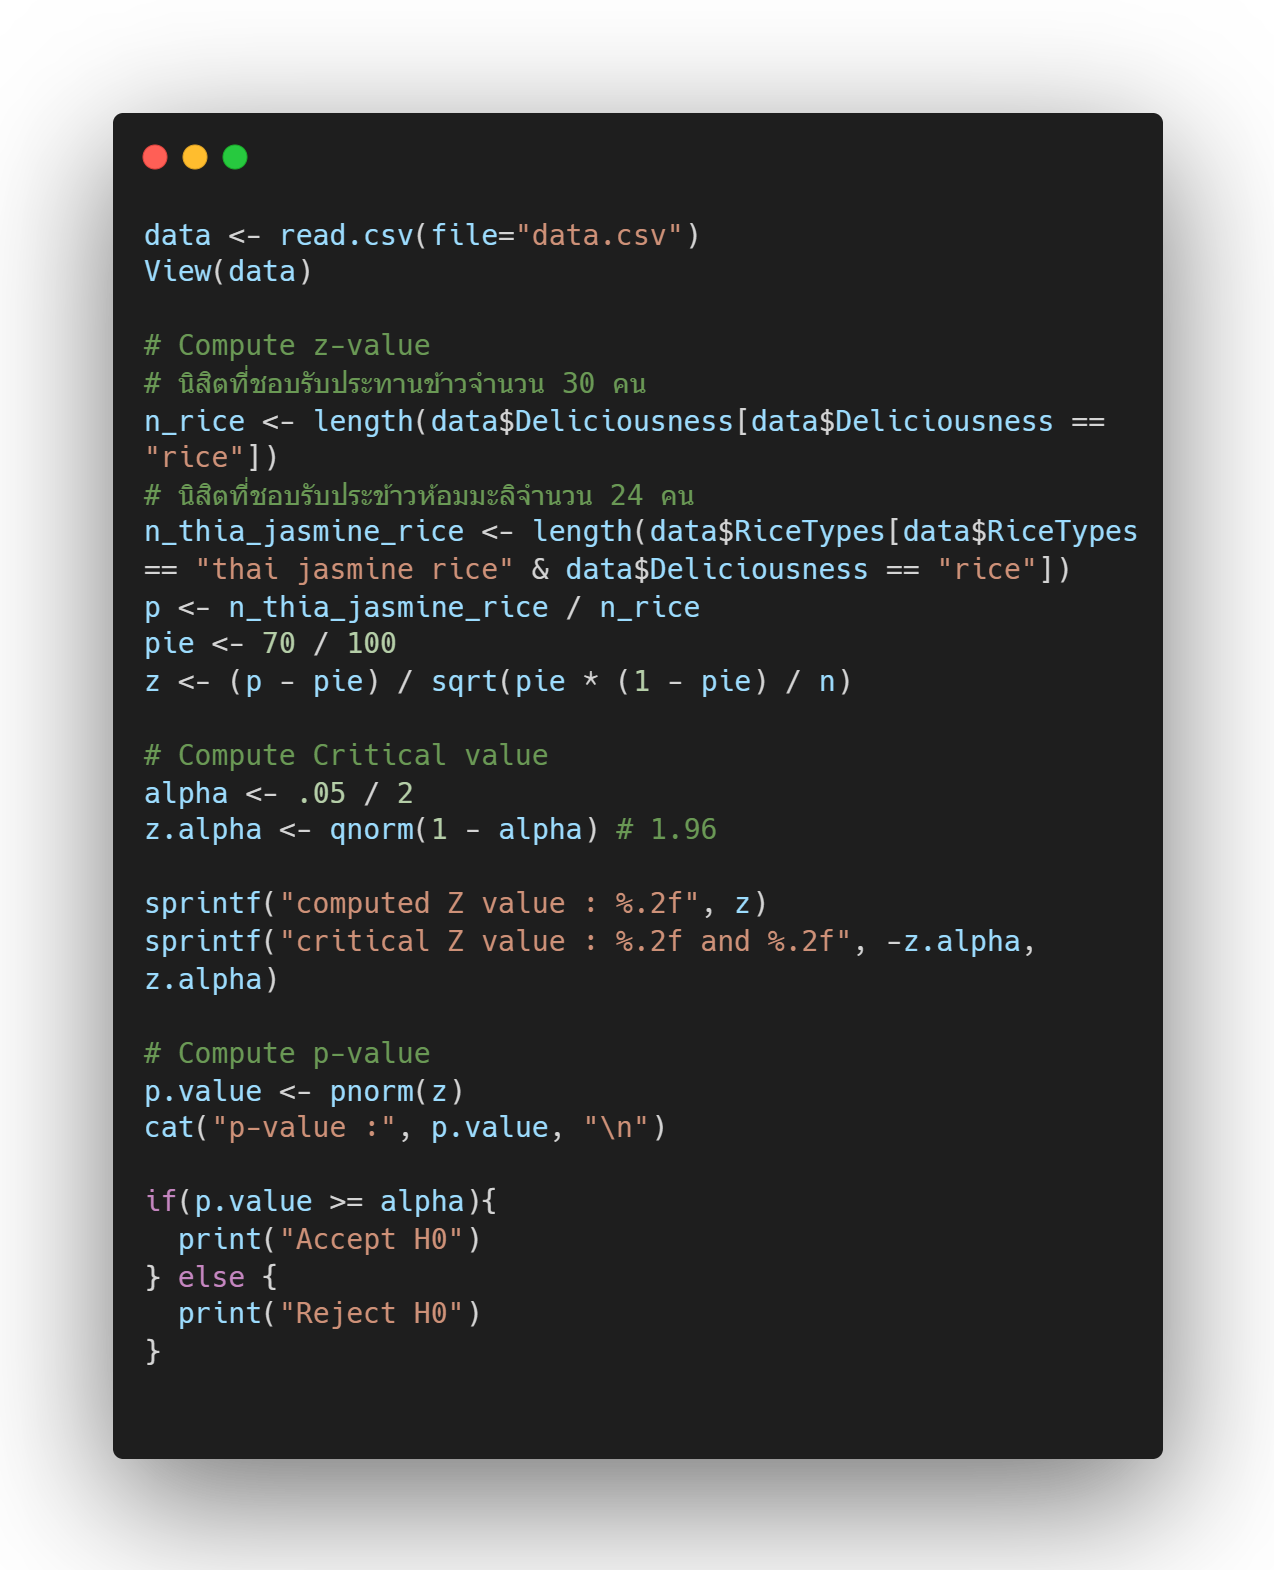 data <- read.csv(file="data.csv")
View(data)
# Compute z-value
# นิสิตที่ชอบรับประทานข้าวจำนวน 30 คน
n_rice <- length(data$Deliciousness[data$Deliciousness ==
"rice"])
# นิสิตที่ชอบรับประข้าวห้อมมะลิจำนวน 24 คน
n_thia_jasmine_rice <- length(data$RiceTypes[data$RiceTypes
== "thai jasmine rice" & data$Deliciousness == "rice"])
p <- n_thia_jasmine_rice / n_rice
pie <- 70 / 100
z <- (p - pie) / sqrt(pie * (1 - pie) / n)
# Compute Critical value
alpha <- .05 / 2
z.alpha <- qnorm(1 - alpha) # 1.96
sprintf("computed Z value : %.2f", z)
sprintf("critical Z value : %.2f and %.2f", -z.alpha,
z.alpha)
# Compute p-value
p.value <- pnorm(z)
cat("p-value :", p.value, "\n")
if(p.value >= alpha){
  print("Accept H0")
} else {
  print("Reject H0")
}